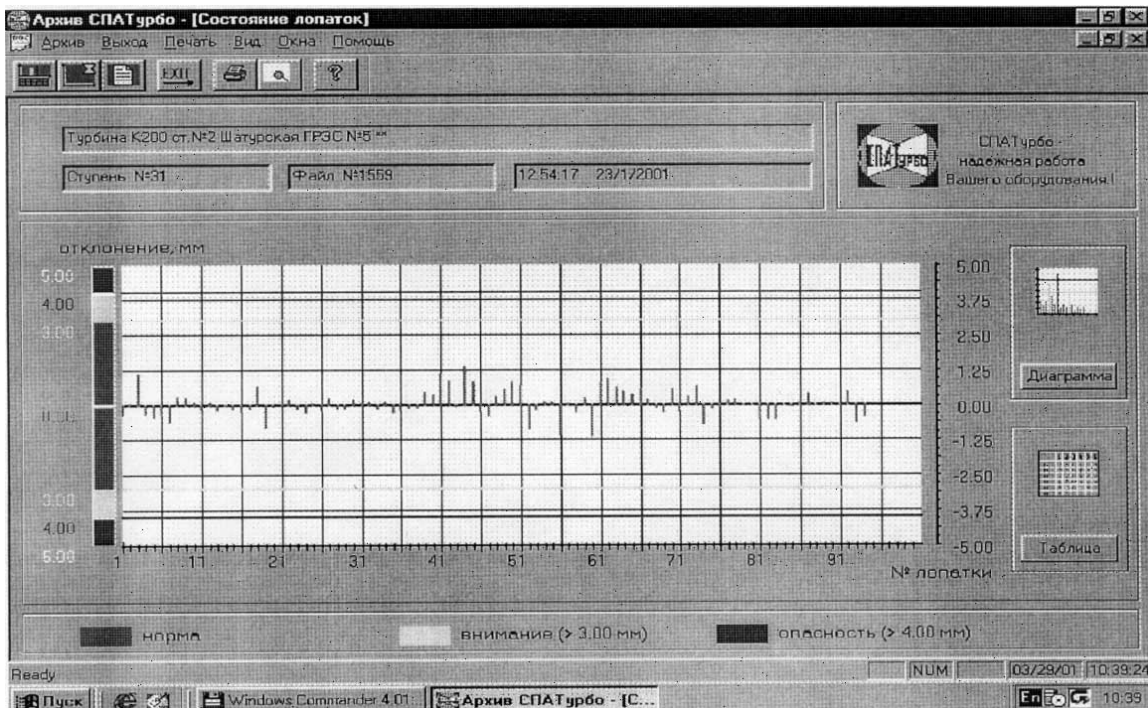 Архив СПАТурбо - [Состояние лопаток]
Архив Выход Печать Вид Окна Помощь
EXIT
Турбина К200 ст.№2 Шатурская ГРЭС №5 **
Ступень №31
Файл №1559
12:54:17 23/1/2001
СПАТурбо
СПАТурбо -
надежная работа
Вашего оборудования!
отклонение, мм
5.00
4.00
3.00
0.00
3.00
4.00
5.00
5.00
3.75
2.50
1.25
0.00
-1.25
-2.50
-3.75
-5.00
1 11 21 31 41 51 61 71 81 91
№ лопатки
Диаграмма
Таблица
норма внимания (> 3.00 мм) опасность (> 4.00 мм)
Ready NUM 03/29/01 10:39:24
Пуск Windows Commander 4.01: Архив СПАТурбо - [С... En 10:39